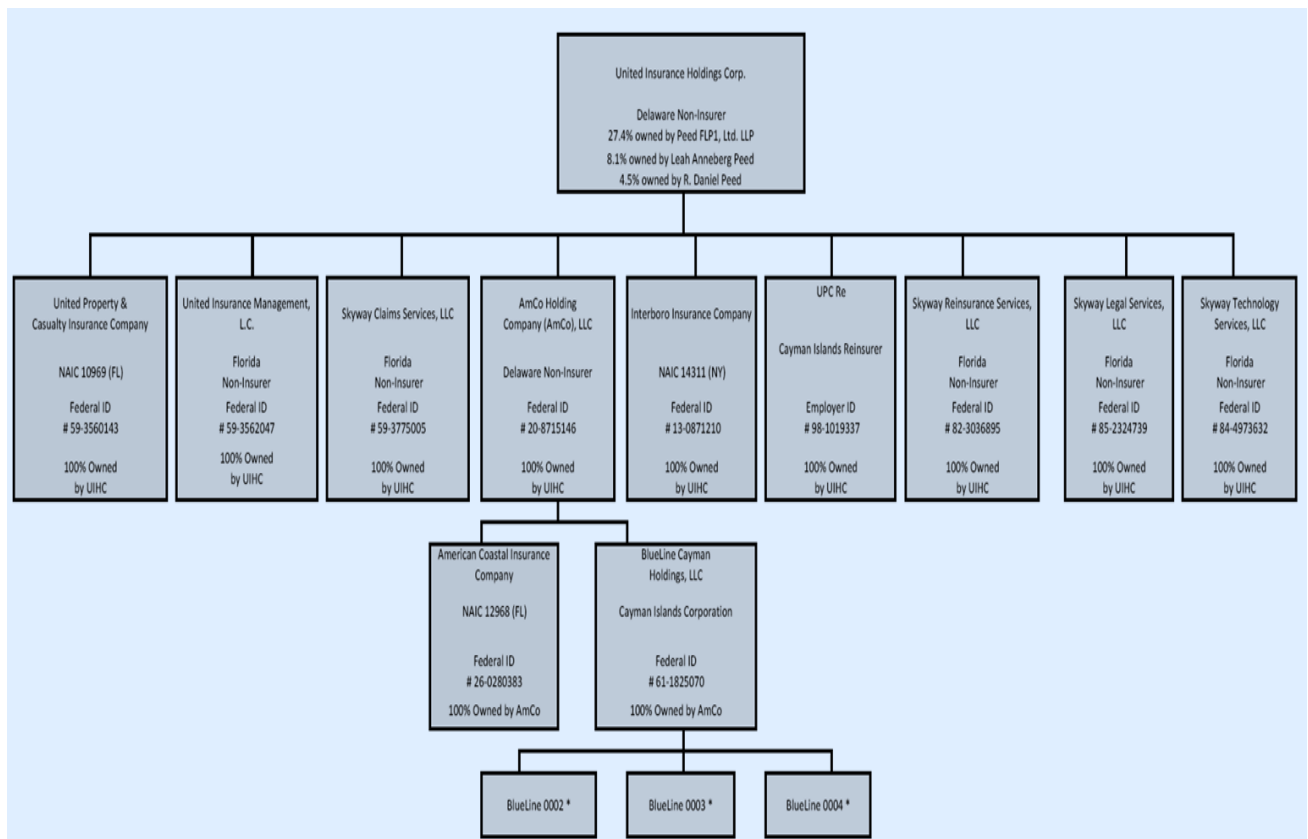 United Insurance Holdings Corp.
Delaware Non-Insurer
27.4% owned by Peed FLP1, Ltd. LLP
8.1% owned by Leah Anneberg Peed
4.5% owned by R. Daniel Peed
United Property &
Casualty Insurance Company
NAIC 10969 (FL)
Federal ID
# 59-3560143
100% Owned
by UIHC
United Insurance Management,
L.C.
Florida
Non-Insurer
Federal ID
# 59-3562047
100% Owned
by UIHC
Skyway Claims Services, LLC
Florida
Non-Insurer
Federal ID
# 59-3775005
100% Owned
by UIHC
AmCo Holding
Company (AmCo), LLC
Delaware Non-Insurer
Federal ID
# 20-8715146
100% Owned
by UIHC
Interboro Insurance Company
NAIC 14311 (NY)
Federal ID
# 13-0871210
100% Owned
by UIHC
UPC Re
Cayman Islands Reinsurer
Employer ID
# 98-1019337
100% Owned
by UIHC
Skyway Reinsurance Services,
LLC
Florida
Non-Insurer
Federal ID
# 82-3036895
100% Owned
by UIHC
Skyway Legal Services,
LLC
Florida
Non-Insurer
Federal ID
# 85-2324739
100% Owned
by UIHC
Skyway Technology
Services, LLC
Florida
Non-Insurer
Federal ID
# 84-4973632
100% Owned
by UIHC
American Coastal Insurance
Company
NAIC 12968 (FL)
Federal ID
# 26-0280383
100% Owned by AmCo
BlueLine Cayman
Holdings, LLC
Cayman Islands Corporation
Federal ID
# 61-1825070
100% Owned by AmCo
BlueLine 0002 *
BlueLine 0003 *
BlueLine 0004 *